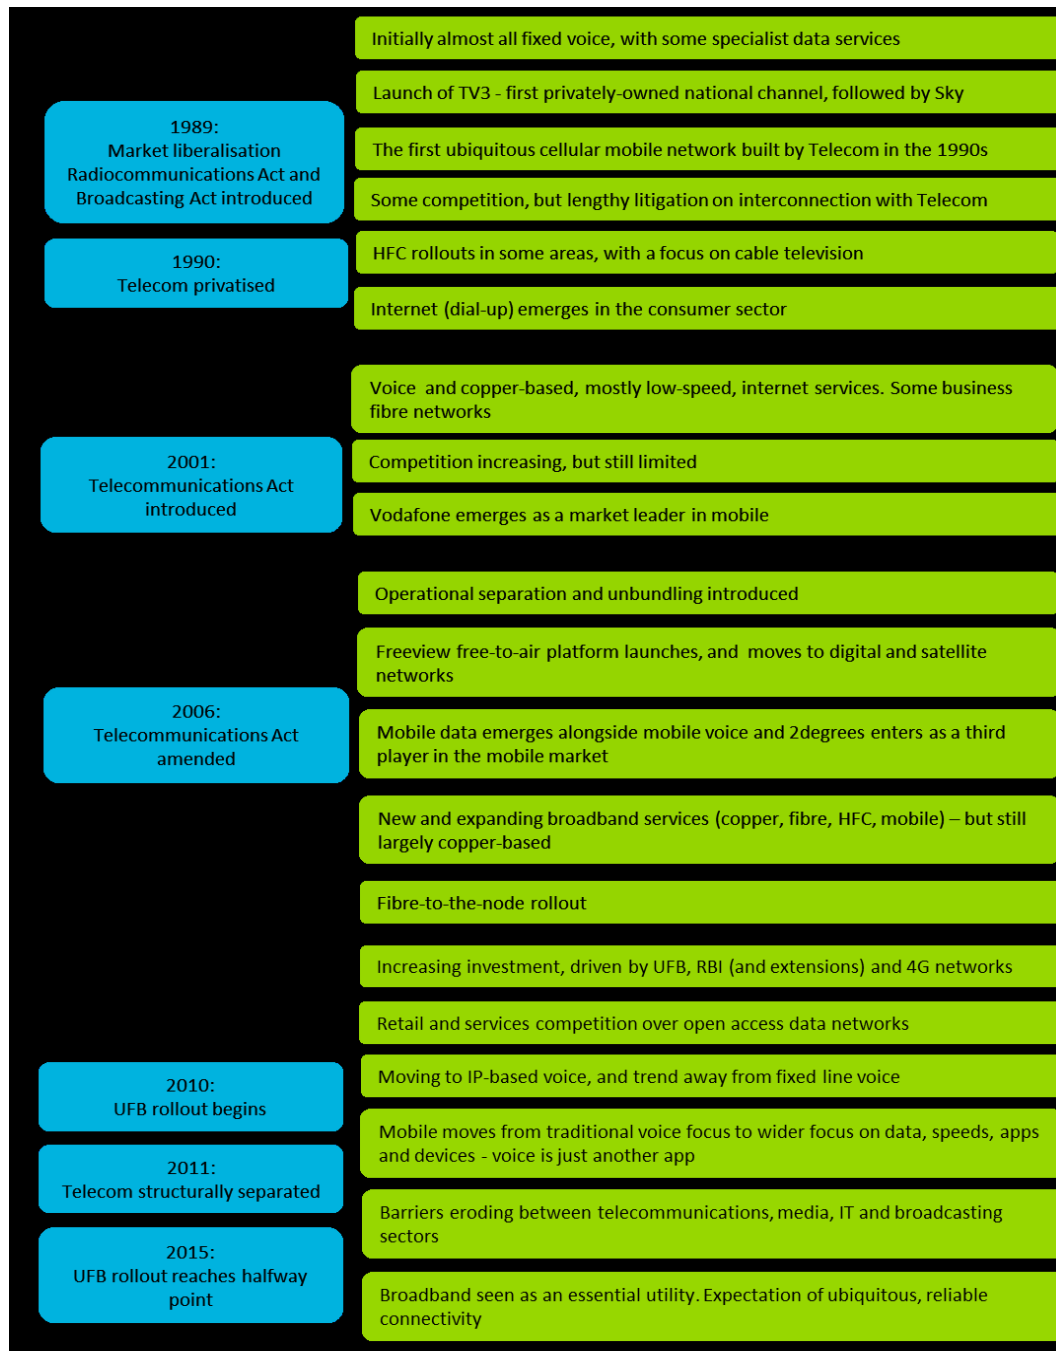 Initially almost all fixed voice, with some specialist data services
Launch of TV3 - first privately-owned national channel, followed by Sky
1989:
Market liberalisation
Radiocommunications Act and
Broadcasting Act introduced
The first ubiquitous cellular mobile network built by Telecom in the 1990s
Some competition, but lengthy litigation on interconnection with Telecom
1990:
Telecom privatised
HFC rollouts in some areas, with a focus on cable television
Internet (dial-up) emerges in the consumer sector
Voice and copper-based, mostly low-speed, internet services. Some business
fibre networks
2001:
Telecommunications Act
introduced
Competition increasing, but still limited
Vodafone emerges as a market leader in mobile
Operational separation and unbundling introduced
Freeview free-to-air platform launches, and moves to digital and satellite
networks
2006:
Telecommunications Act
amended
Mobile data emerges alongside mobile voice and 2degrees enters as a third
player in the mobile market
New and expanding broadband services (copper, fibre, HFC, mobile) – but still
largely copper-based
Fibre-to-the-node rollout
Increasing investment, driven by UFB, RBI (and extensions) and 4G networks
Retail and services competition over open access data networks
2010:
UFB rollout begins
Moving to IP-based voice, and trend away from fixed line voice
Mobile moves from traditional voice focus to wider focus on data, speeds, apps
and devices - voice is just another app
2011:
Telecom structurally separated
Barriers eroding between telecommunications, media, IT and broadcasting
sectors
2015:
UFB rollout reaches halfway
point
Broadband seen as an essential utility. Expectation of ubiquitous, reliable
connectivity